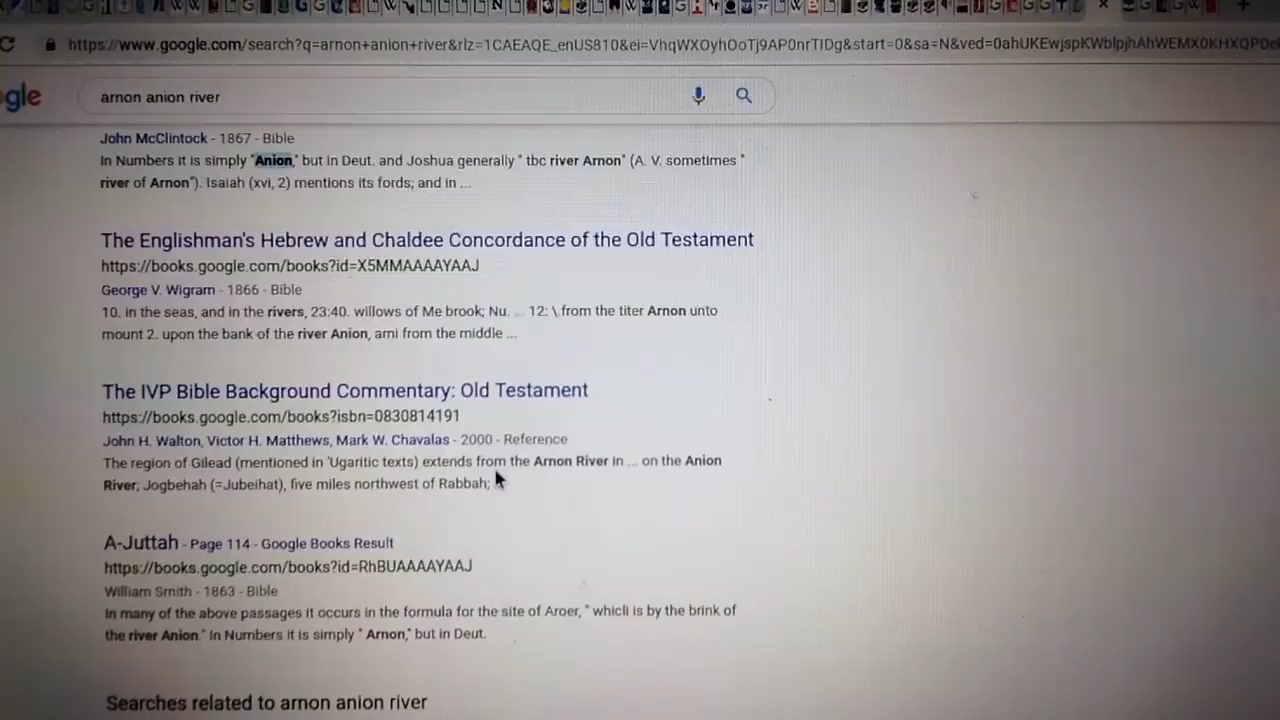 https://www.google.com/search?q=arnon+anion+river&rlz=1CAEAQE_enUS810&ei=VhqWXOyhOoTj9AP0nrTIDg&start=0&sa=N&ved=0ahUKEwjspKWblpjhAhWEMX0KHXQPDe
gle
arnon anion river
John McClintock - 1867 - Bible
In Numbers it is simply "Anion," but in Deut. and Joshua generally " tbc river Arnon" (A. V. sometimes "
river of Arnon"). Isaiah (xvi, 2) mentions its fords; and in ...
The Englishman's Hebrew and Chaldee Concordance of the Old Testament
https://books.google.com/books?id=X5MMAAAAYAAJ
George V. Wigram - 1866 - Bible
10. in the seas, and in the rivers, 23:40. willows of Me brook; Nu. ... 12: \ from the titer Arnon unto
mount 2. upon the bank of the river Anion, ami from the middle ...
The IVP Bible Background Commentary: Old Testament
https://books.google.com/books?isbn=0830814191
John H. Walton, Victor H. Matthews, Mark W. Chavalas - 2000 - Reference
The region of Gilead (mentioned in 'Ugaritic texts) extends from the Arnon River in ... on the Anion
River; Jogbehah (=Jubeihat), five miles northwest of Rabbah;
A-Juttah - Page 114 - Google Books Result
https://books.google.com/books?id=RhBUAAAAYAAJ
William Smith - 1863 - Bible
In many of the above passages it occurs in the formula for the site of Aroer, " whicli is by the brink of
the river Anion." In Numbers it is simply " Arnon," but in Deut.
Searches related to arnon anion river